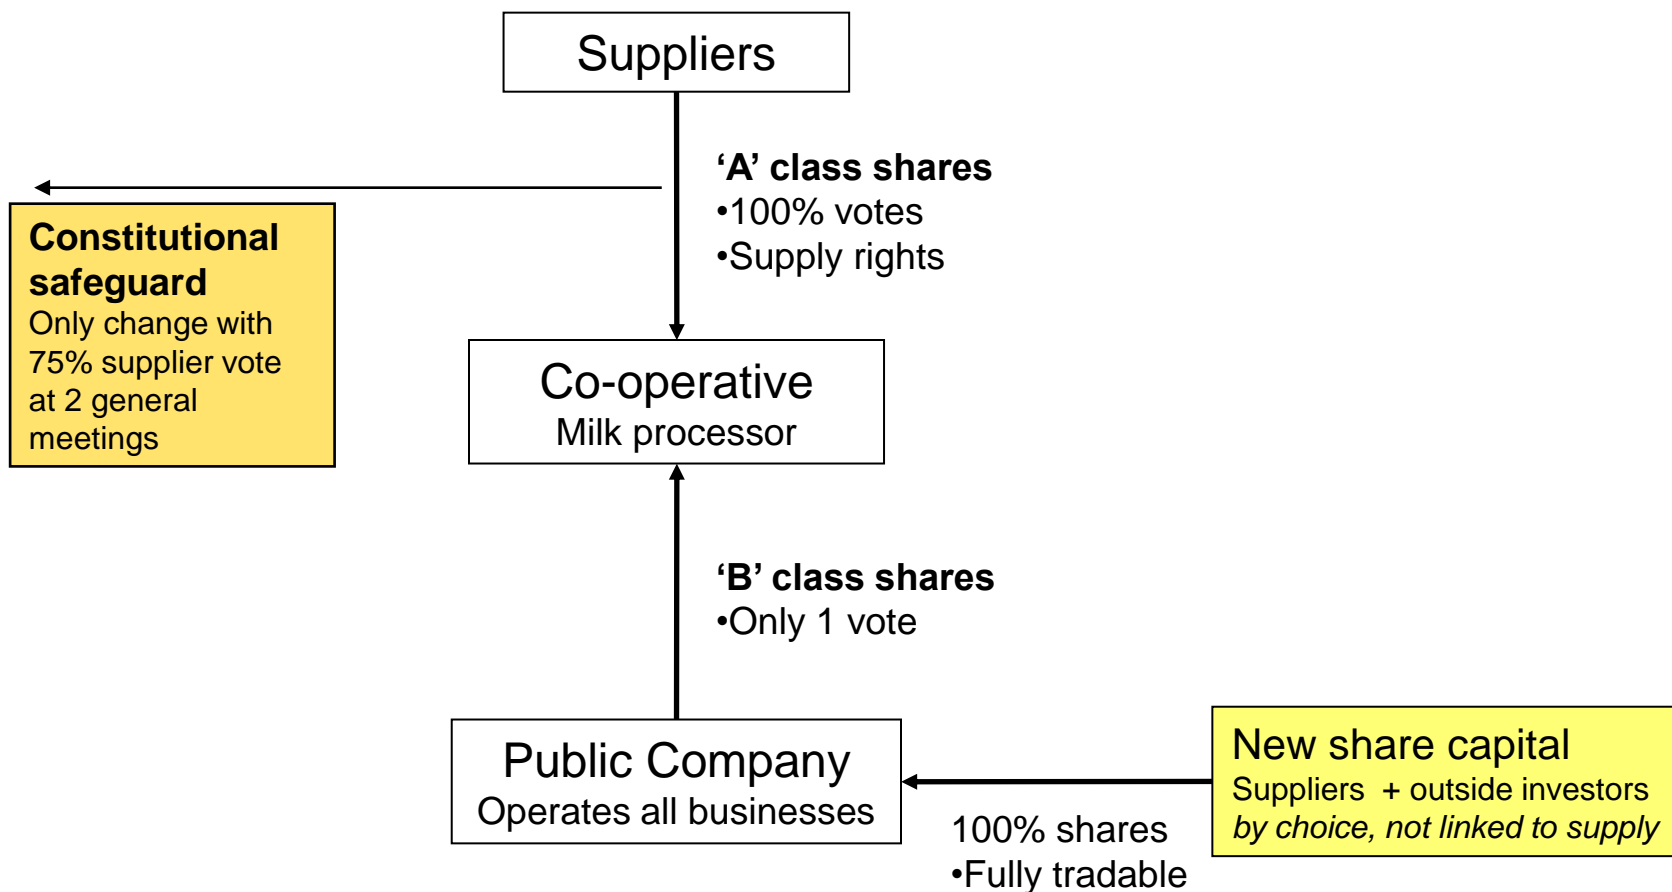 Suppliers
‘A’ class shares
•100% votes
•Supply rights
Constitutional
safeguard
Only change with
75% supplier vote
at 2 general
meetings
Co-operative
Milk processor
‘B’ class shares
•Only 1 vote
Public Company
Operates all businesses
New share capital
Suppliers + outside investors
by choice, not linked to supply
100% shares
•Fully tradable